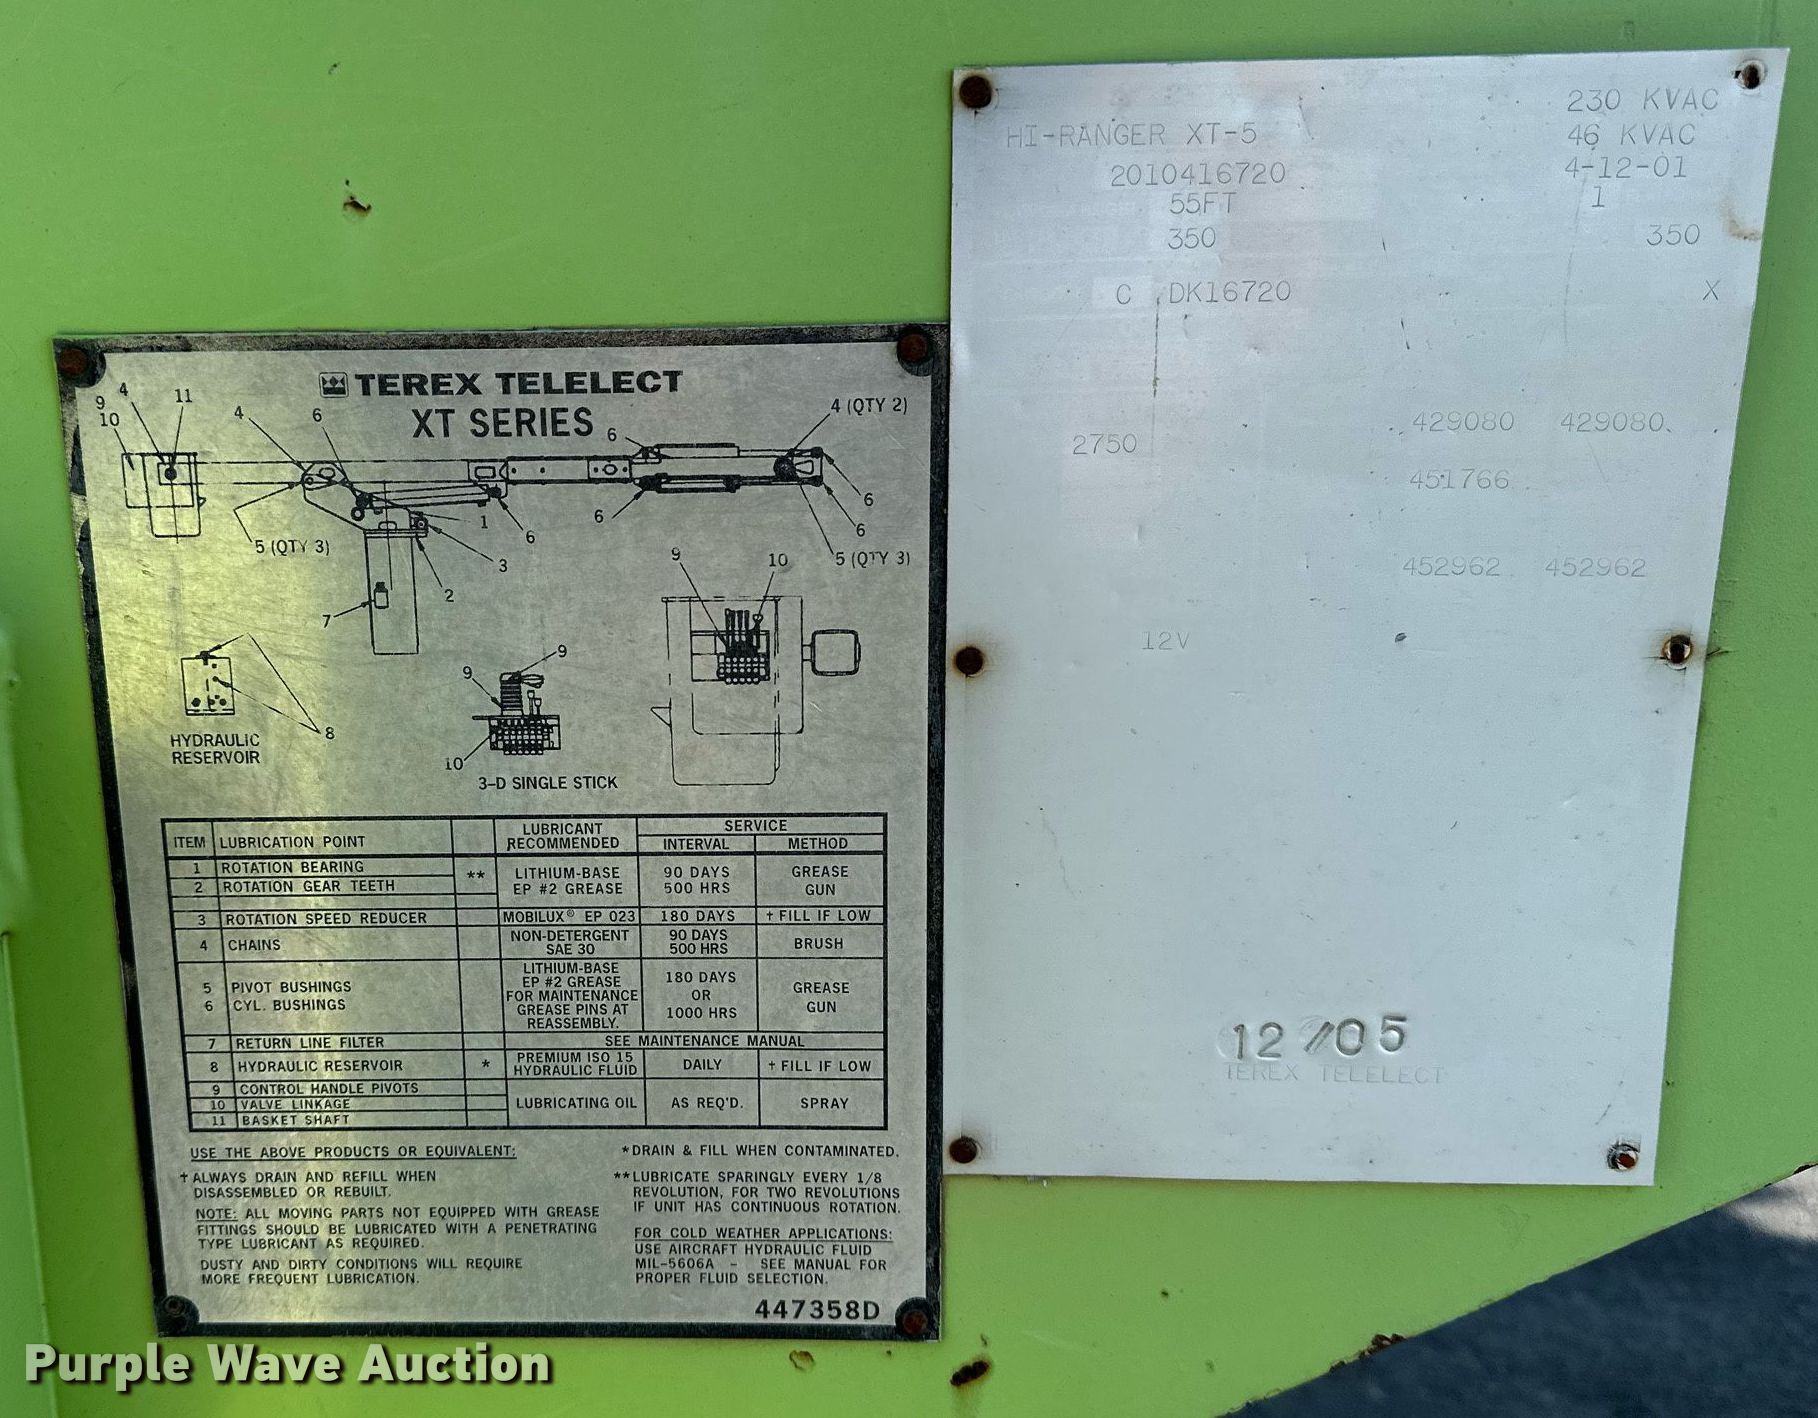 TEREX TELELECT
XT SERIES
4
9
10
11
4
6
6
4 (QTY 2)
6
6
1
6
6
5 (QTY 3)
3
2
7
5 (QTY 3)
9
10
9
9
10
8
HYDRAULIC
RESERVOIR
3-D SINGLE STICK
ITEM LUBRICATION POINT LUBRICANT RECOMMENDED SERVICE
INTERVAL METHOD
1 ROTATION BEARING
2 ROTATION GEAR TEETH
** LITHIUM-BASE EP #2 GREASE 90 DAYS 500 HRS GREASE GUN
3 ROTATION SPEED REDUCER MOBILUX® EP 023 180 DAYS † FILL IF LOW
4 CHAINS NON-DETERGENT SAE 30 90 DAYS 500 HRS BRUSH
5 PIVOT BUSHINGS
6 CYL. BUSHINGS
LITHIUM-BASE
EP #2 GREASE
FOR MAINTENANCE
GREASE PINS AT
REASSEMBLY.
180 DAYS OR 1000 HRS GREASE GUN
7 RETURN LINE FILTER SEE MAINTENANCE MANUAL
8 HYDRAULIC RESERVOIR * PREMIUM ISO 15 HYDRAULIC FLUID DAILY † FILL IF LOW
9 CONTROL HANDLE PIVOTS
10 VALVE LINKAGE
11 BASKET SHAFT
LUBRICATING OIL AS REQ'D. SPRAY
USE THE ABOVE PRODUCTS OR EQUIVALENT:
† ALWAYS DRAIN AND REFILL WHEN
DISASSEMBLED OR REBUILT.
NOTE: ALL MOVING PARTS NOT EQUIPPED WITH GREASE
FITTINGS SHOULD BE LUBRICATED WITH A PENETRATING
TYPE LUBRICANT AS REQUIRED.
DUSTY AND DIRTY CONDITIONS WILL REQUIRE
MORE FREQUENT LUBRICATION.
*DRAIN & FILL WHEN CONTAMINATED.
**LUBRICATE SPARINGLY EVERY 1/8
REVOLUTION, FOR TWO REVOLUTIONS
IF UNIT HAS CONTINUOUS ROTATION.
FOR COLD WEATHER APPLICATIONS:
USE AIRCRAFT HYDRAULIC FLUID
MIL-5606A - SEE MANUAL FOR
PROPER FLUID SELECTION.
447358D
230 KVAC
HI-RANGER XT-5 46 KVAC
2010416720 4-12-01
55FT 1
350 350
C DK16720 X
429080 429080
2750
451766
452962 452962
12V
12/05
TEREX TELELECT
Purple Wave Auction